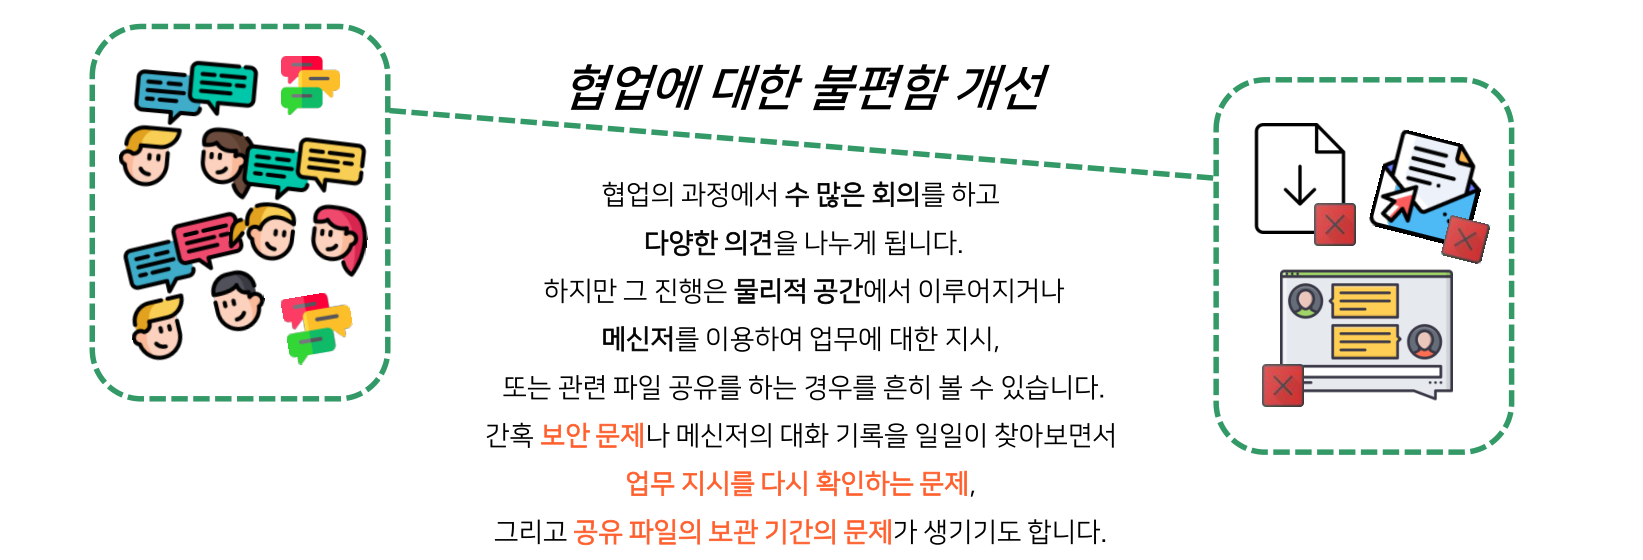 협업에 대한 불편함 개선
협업의 과정에서 수 많은 회의를 하고
다양한 의견을 나누게 됩니다.
하지만 그 진행은 물리적 공간에서 이루어지거나
메신저를 이용하여 업무에 대한 지시,
또는 관련 파일 공유를 하는 경우를 흔히 볼 수 있습니다.
간혹 보안 문제나 메신저의 대화 기록을 일일이 찾아보면서
업무 지시를 다시 확인하는 문제,
그리고 공유 파일의 보관 기간의 문제가 생기기도 합니다.